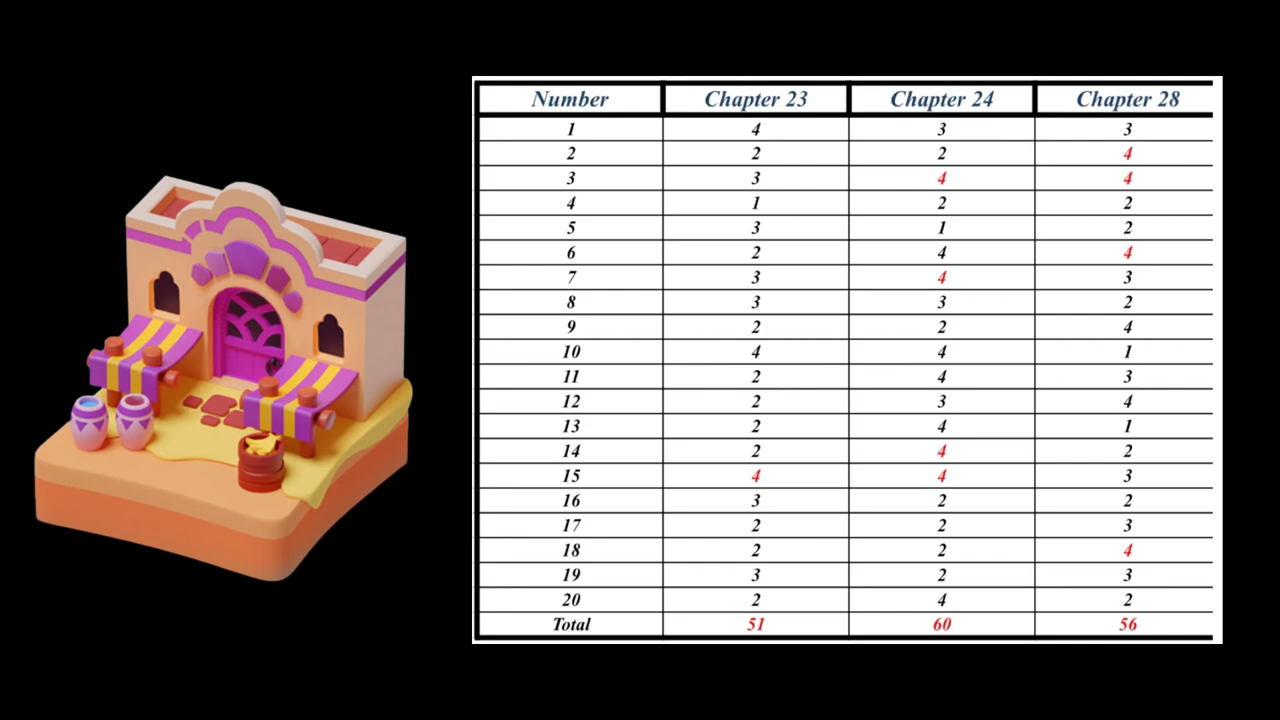 Number Chapter 23 Chapter 24 Chapter 28
1 4 3 3
2 2 2 4
3 3 4 4
4 1 2 2
5 3 1 2
6 2 4 4
7 3 4 3
8 3 3 2
9 2 2 4
10 4 4 1
11 2 4 3
12 2 3 4
13 2 4 1
14 2 4 2
15 4 4 3
16 3 2 2
17 2 2 3
18 2 2 4
19 3 2 3
20 2 4 2
Total 51 60 56